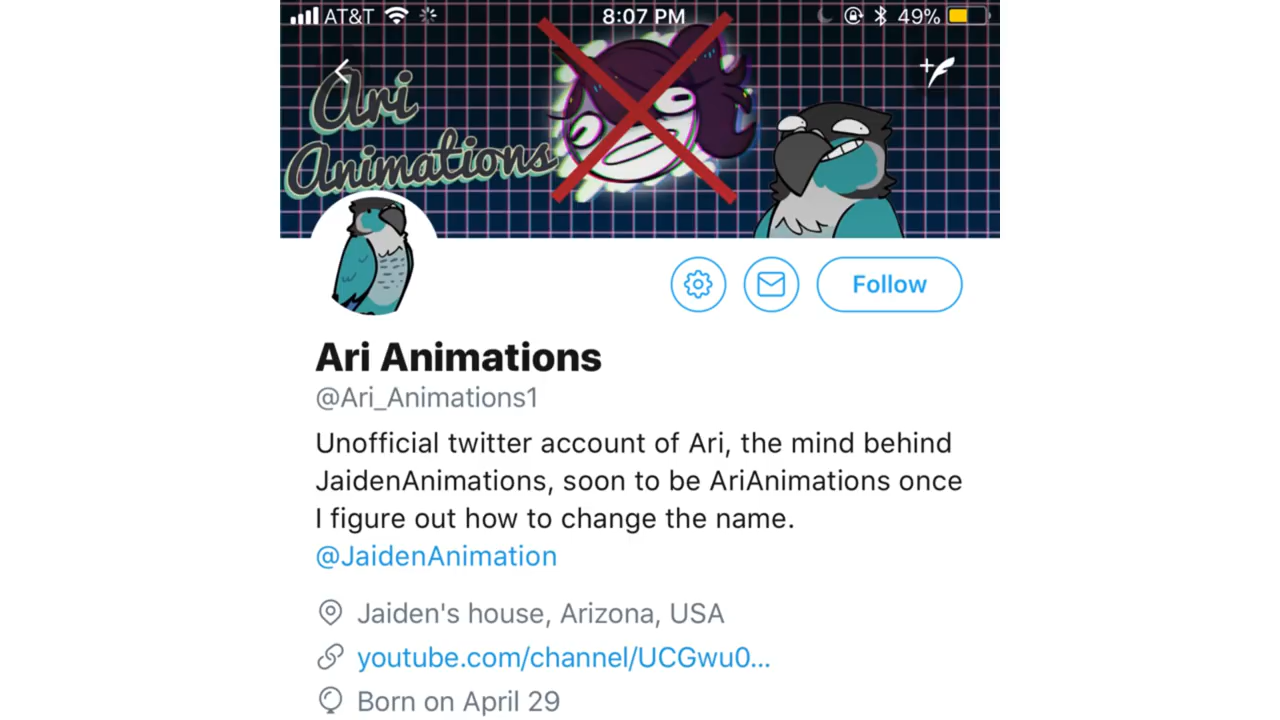 AT&T 8:07 PM 49%
Ari
Animations
Follow
Ari Animations
@Ari_Animations1
Unofficial twitter account of Ari, the mind behind
JaidenAnimations, soon to be AriAnimations once
I figure out how to change the name.
@JaidenAnimation
Jaiden's house, Arizona, USA
youtube.com/channel/UCGwu0...
Born on April 29